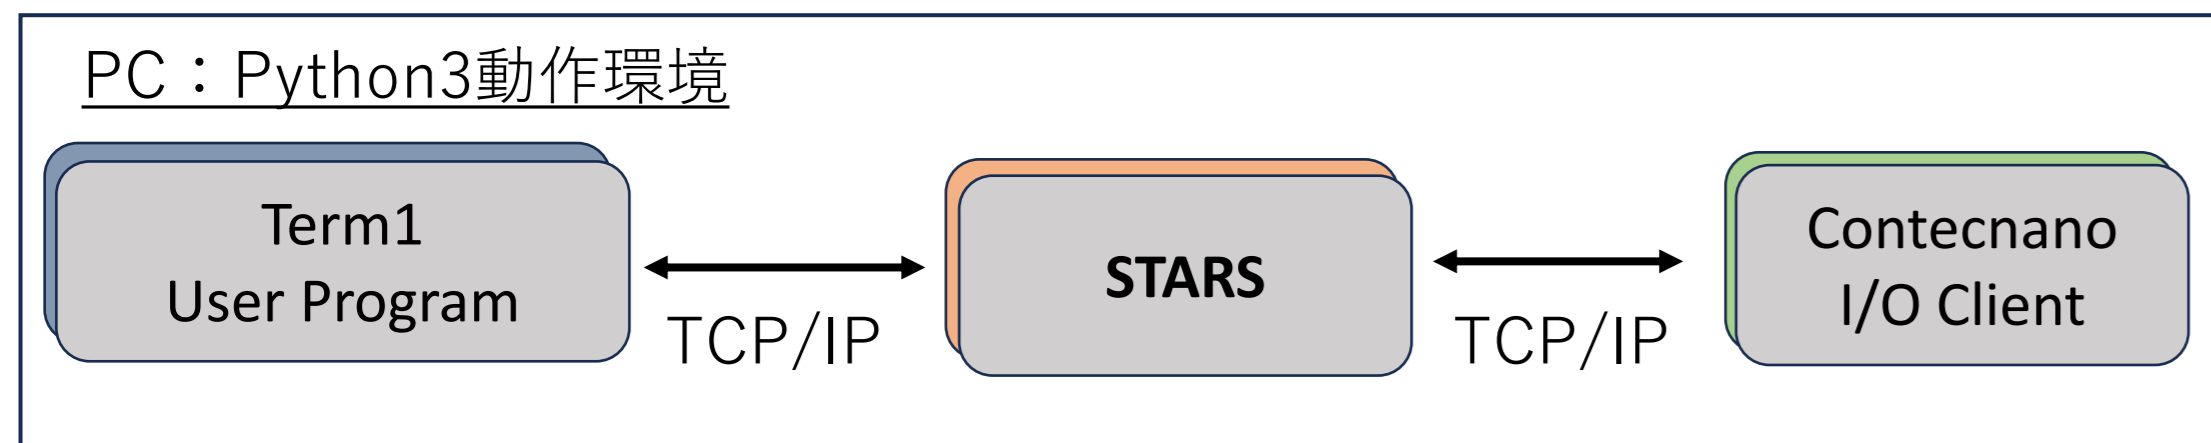 PC：Python3動作環境
Term1
User Program
TCP/IP
STARS
TCP/IP
Contecnano
I/O Client